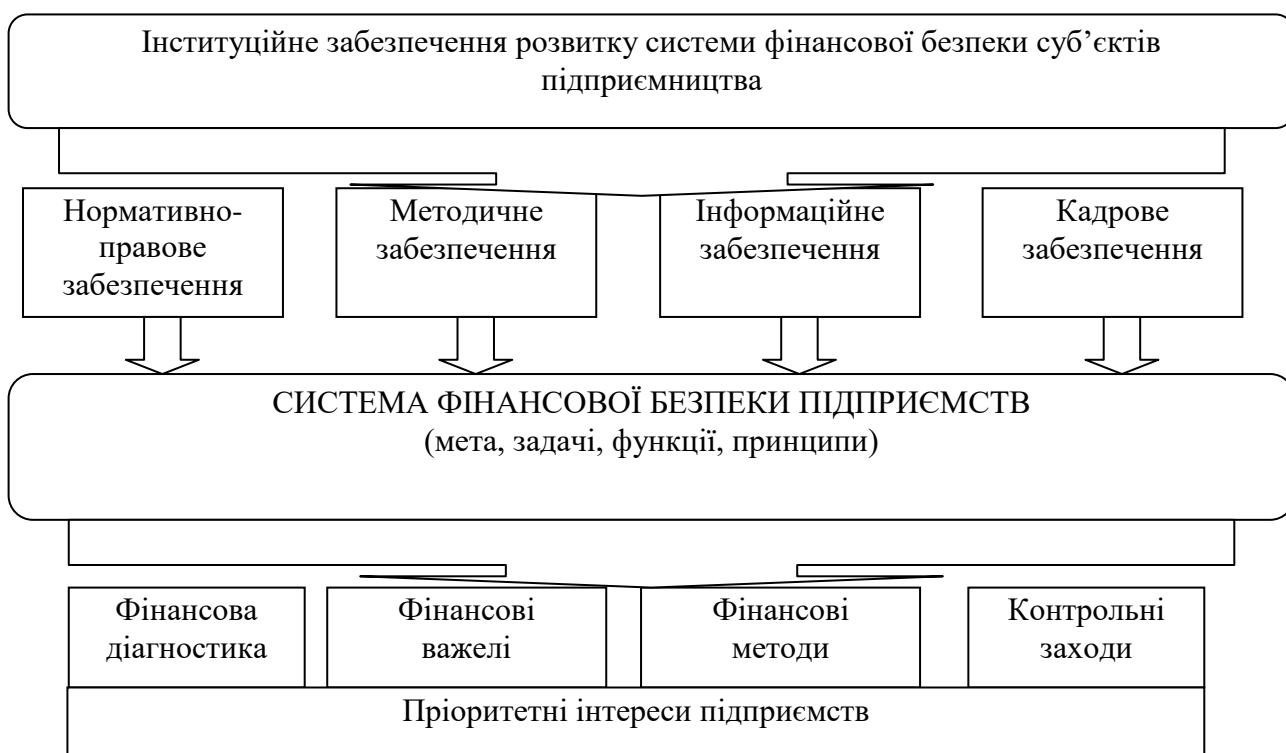 Інституційне забезпечення розвитку системи фінансової безпеки суб’єктів
підприємництва
Нормативно-
правове
забезпечення
Методичне
забезпечення
Інформаційне
забезпечення
Кадрове
забезпечення
СИСТЕМА ФІНАНСОВОЇ БЕЗПЕКИ ПІДПРИЄМСТВ
(мета, задачі, функції, принципи)
Фінансова
діагностика
Фінансові
важелі
Фінансові
методи
Контрольні
заходи
Пріоритетні інтереси підприємств